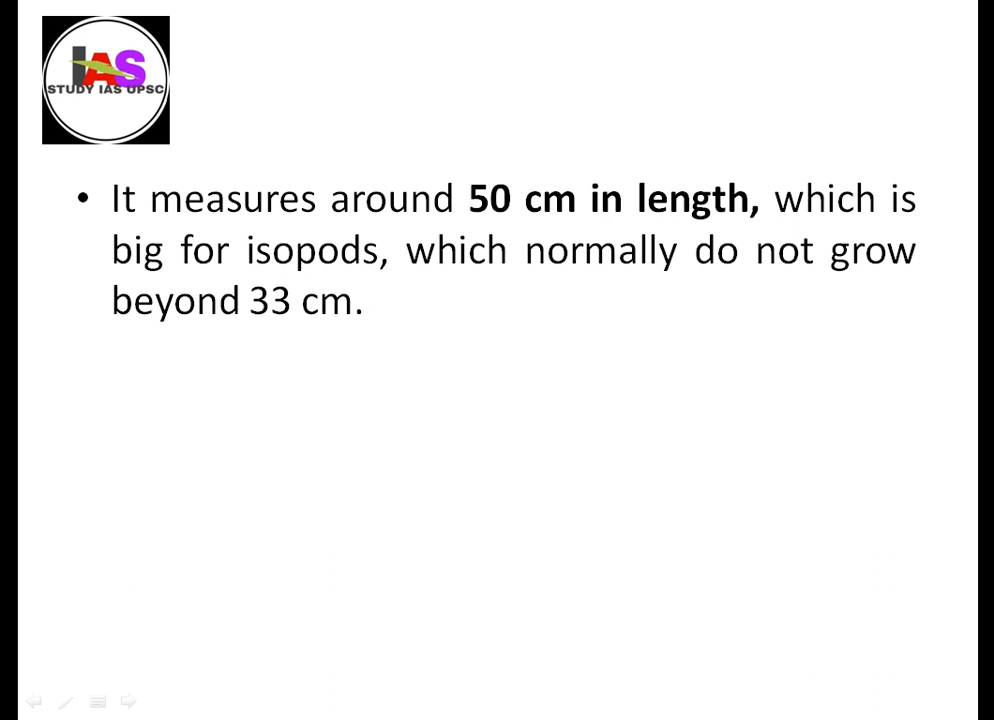 IAS
STUDY IAS UPSC
• It measures around 50 cm in length, which is
big for isopods, which normally do not grow
beyond 33 cm.